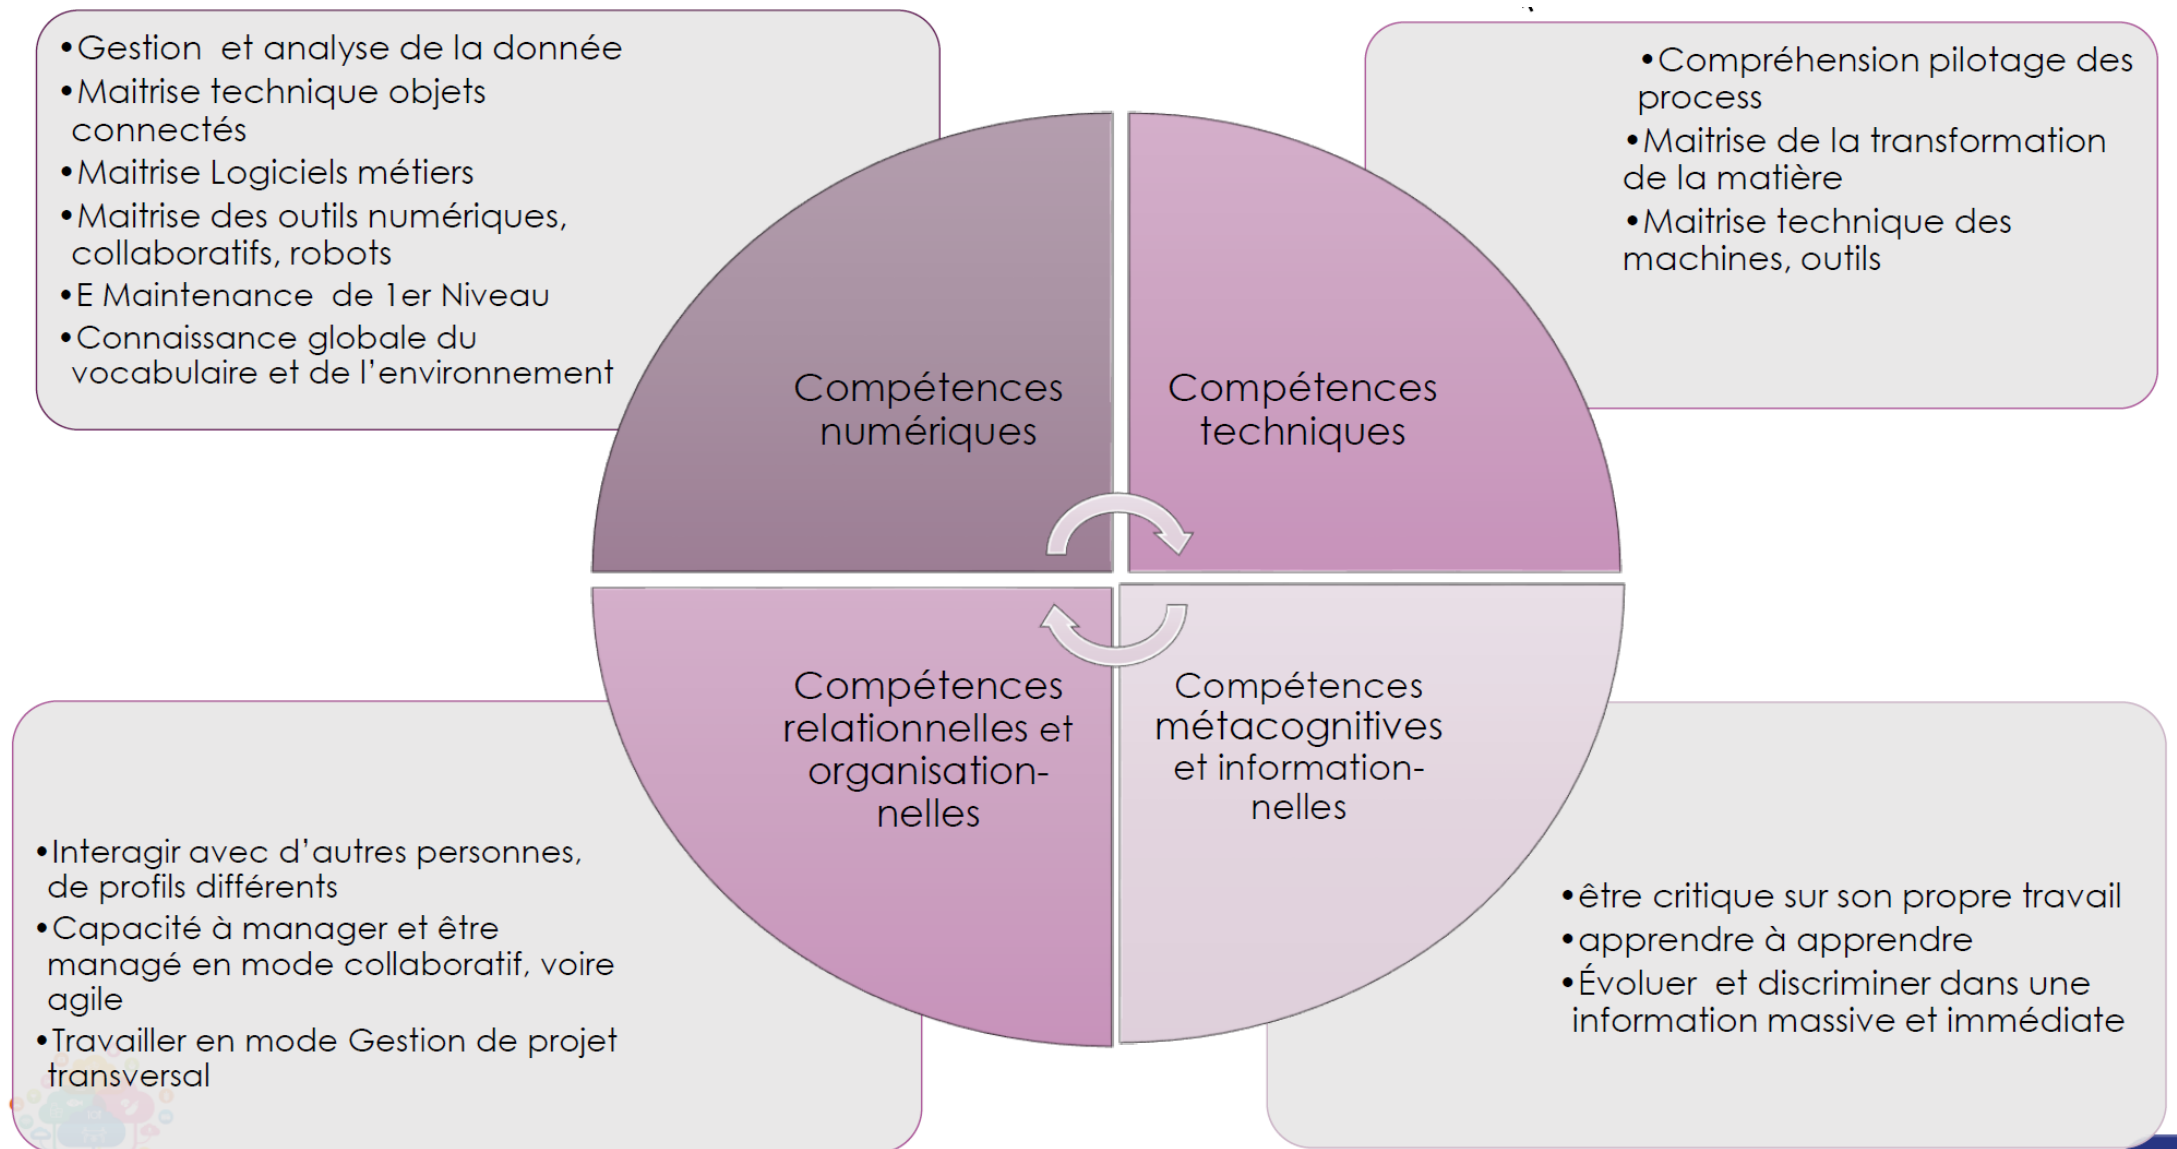 •Gestion et analyse de la donnée
•Maitrise technique objets
connectés
•Maitrise Logiciels métiers
•Maitrise des outils numériques,
collaboratifs, robots
•E Maintenance de 1er Niveau
•Connaissance globale du
vocabulaire et de l’environnement
•Compréhension pilotage des
process
•Maitrise de la transformation
de la matière
•Maitrise technique des
machines, outils
Compétences
numériques
Compétences
techniques
Compétences
relationnelles et
organisation-
nelles
Compétences
métacognitives
et information-
nelles
•Interagir avec d’autres personnes,
de profils différents
•Capacité à manager et être
managé en mode collaboratif, voire
agile
•Travailler en mode Gestion de projet
transversal
•être critique sur son propre travail
•apprendre à apprendre
•Évoluer et discriminer dans une
information massive et immédiate